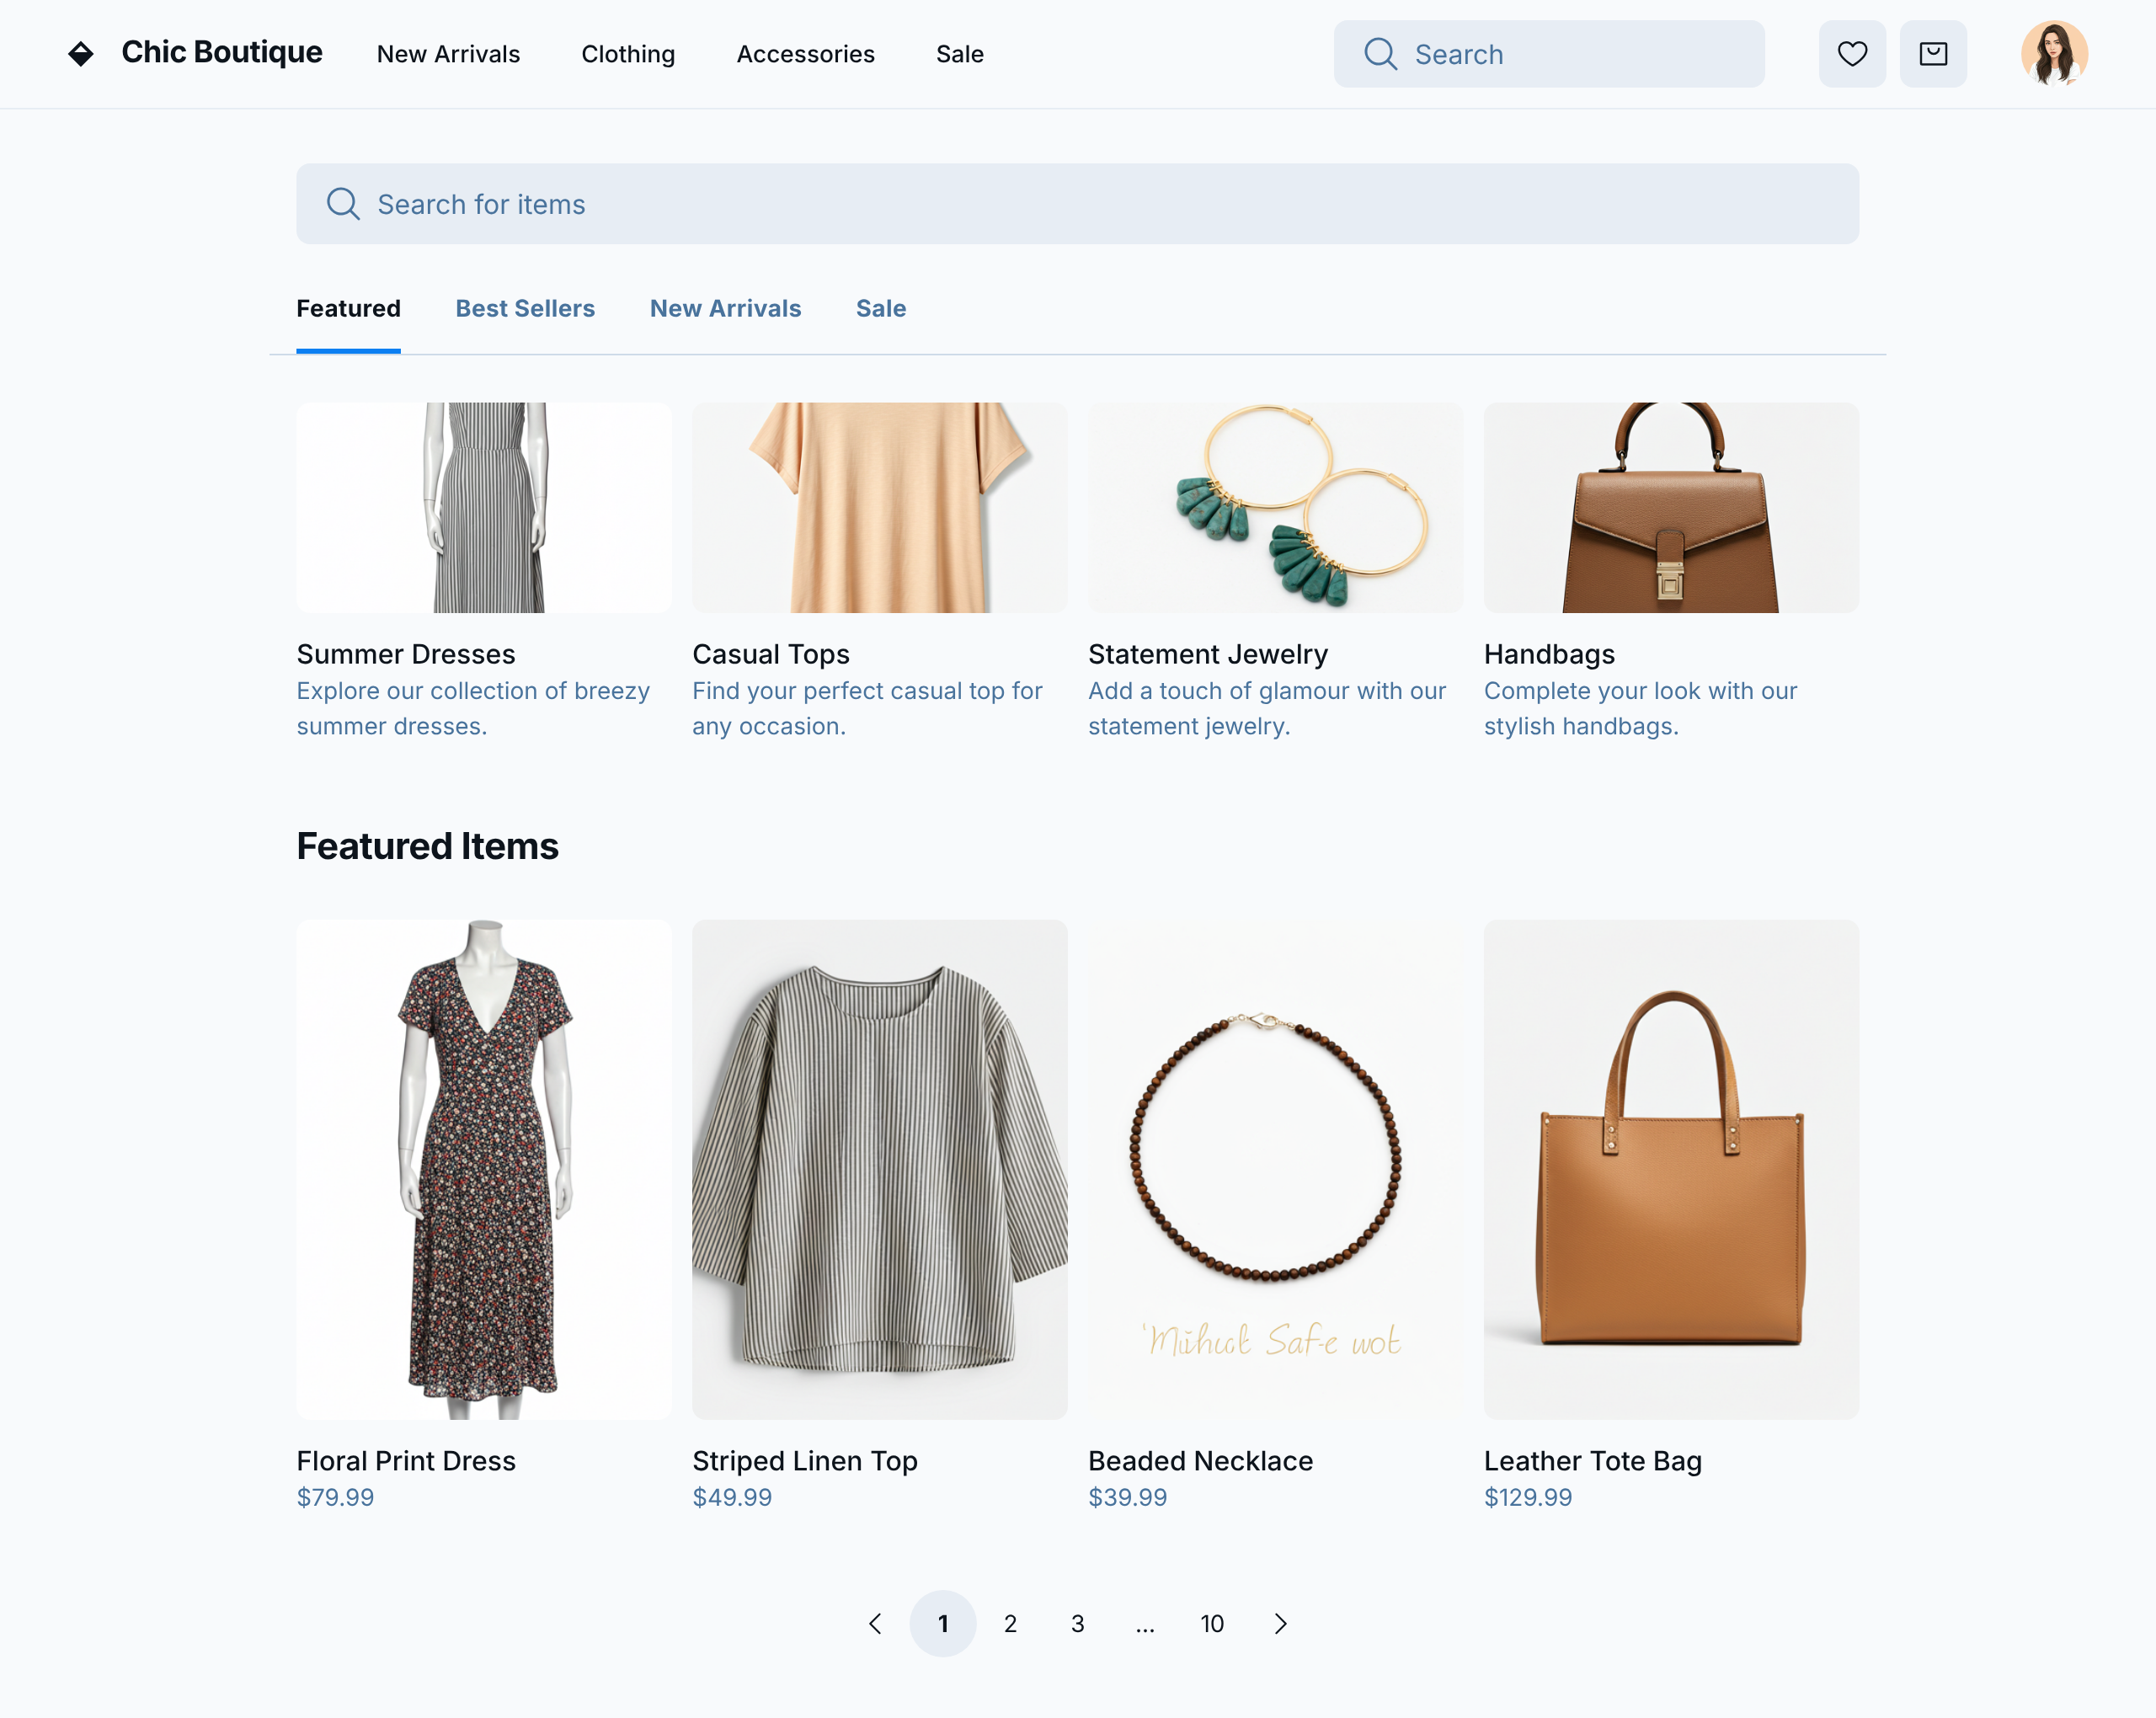 Chic Boutique
New Arrivals
Clothing
Accessories
Sale
Search
Search for items
Featured
Best Sellers
New Arrivals
Sale
Summer Dresses
Explore our collection of breezy
summer dresses.
Casual Tops
Find your perfect casual top for
any occasion.
Statement Jewelry
Add a touch of glamour with our
statement jewelry.
Handbags
Complete your look with our
stylish handbags.
Featured Items
Floral Print Dress
$79.99
Striped Linen Top
$49.99
Beaded Necklace
$39.99
Leather Tote Bag
$129.99
1 2 3 ... 10